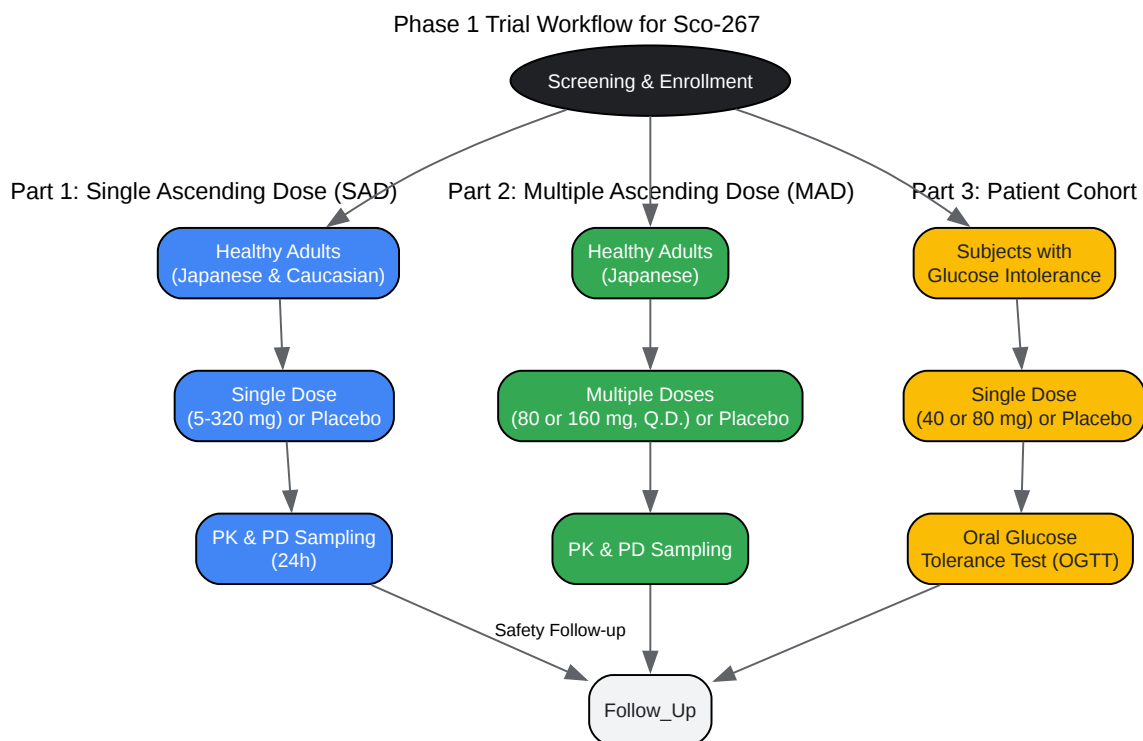 Phase 1 Trial Workflow for Sco-267
Screening & Enrollment
Part 1: Single Ascending Dose (SAD)
Part 2: Multiple Ascending Dose (MAD)
Part 3: Patient Cohort
Healthy Adults
(Japanese & Caucasian)
Healthy Adults
(Japanese)
Subjects with
Glucose Intolerance
Single Dose
(5-320 mg) or Placebo
Multiple Doses
(80 or 160 mg, Q.D.) or Placebo
Single Dose
(40 or 80 mg) or Placebo
PK & PD Sampling
(24h)
PK & PD Sampling
Oral Glucose
Tolerance Test (OGTT)
Safety Follow-up
Follow_Up